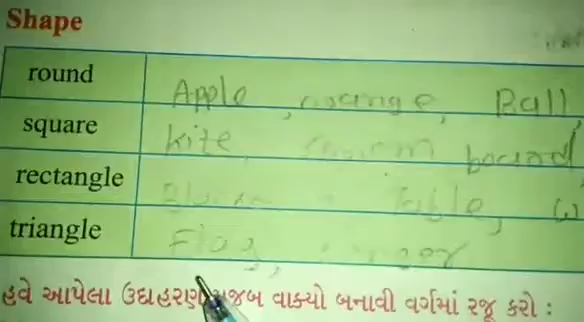 Shape
round Apple, orange, Ball,
square kite, board
rectangle Table,
triangle Flag,
હવે આપેલા ઉદાહરણ મુજબ વાક્યો બનાવી વર્ગમાં રજૂ કરો :